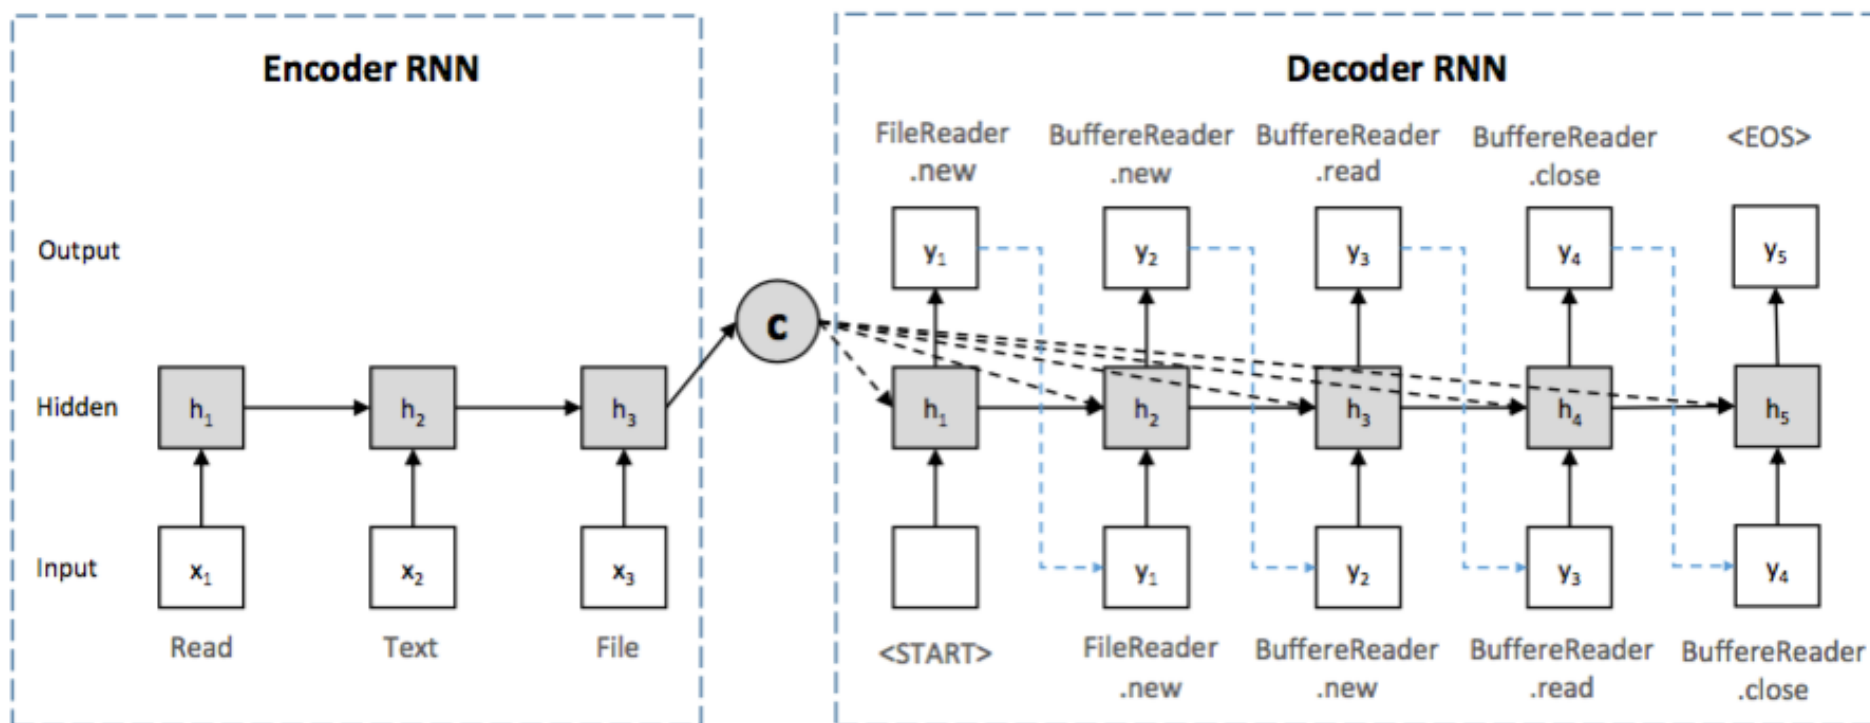 Encoder RNN
Decoder RNN
FileReader
.new
BuffereReader
.new
BuffereReader
.read
BuffereReader
.close
<EOS>
Output
y₁
y₂
y₃
y₄
y₅
c
Hidden
h₁
h₂
h₃
h₁
h₂
h₃
h₄
h₅
Input
x₁
x₂
x₃
y₁
y₂
y₃
y₄
Read
Text
File
<START>
FileReader
.new
BuffereReader
.new
BuffereReader
.read
BuffereReader
.close